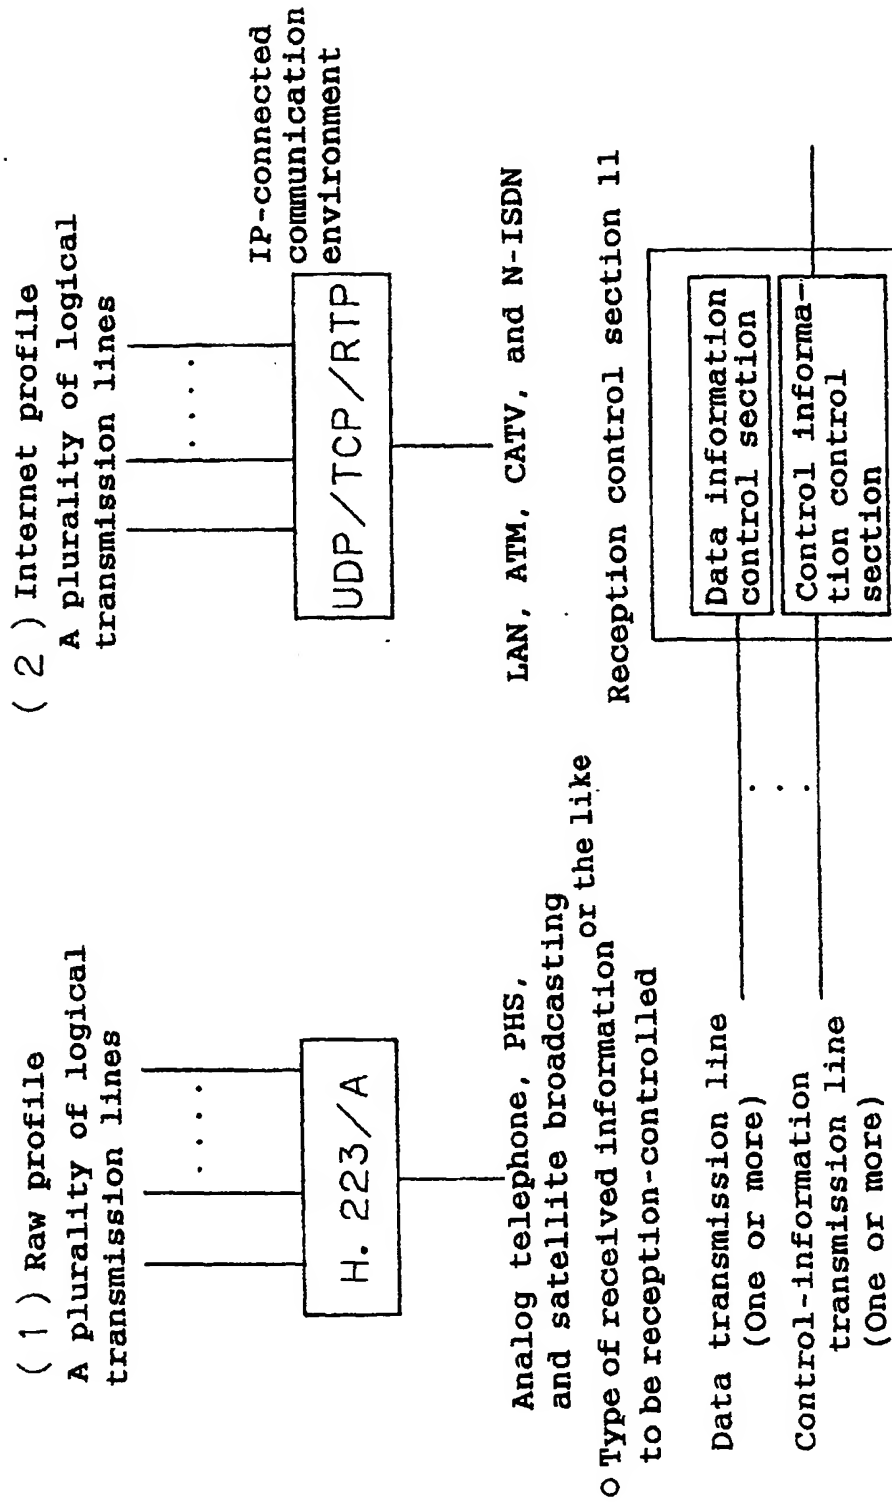 ( 1 ) Raw profile
A plurality of logical
transmission lines
. . . .
H. 223/A
Analog telephone, PHS,
and satellite broadcasting
or the like
( 2 ) Internet profile
A plurality of logical
transmission lines
. . . .
UDP/TCP/RTP
IP-connected
communication
environment
LAN, ATM, CATV, and N-ISDN
o Type of received information
to be reception-controlled
Reception control section 11
Data transmission line
(One or more)
. . .
Control-information
transmission line
(One or more)
Data information
control section
Control informa-
tion control
section